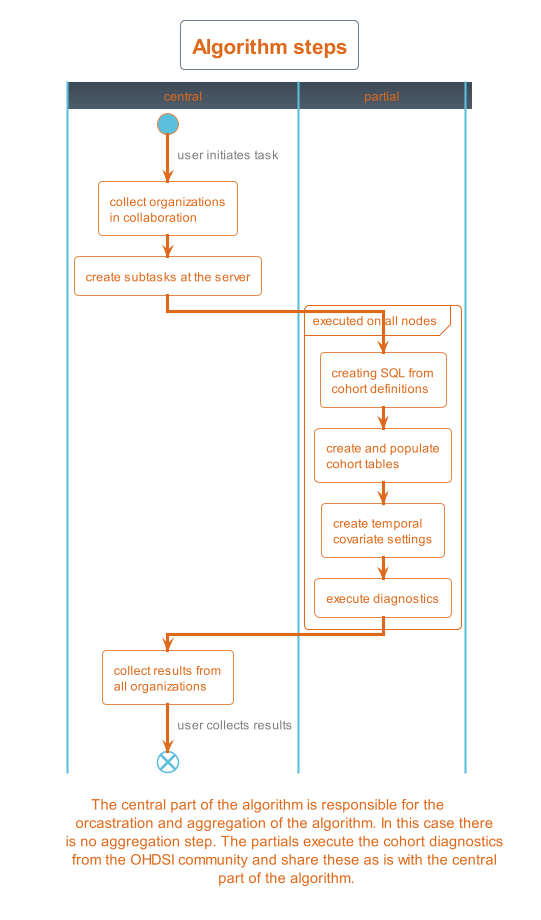 Algorithm steps
central
partial
user initiates task
collect organizations
in collaboration
create subtasks at the server
executed on all nodes
creating SQL from
cohort definitions
create and populate
cohort tables
create temporal
covariate settings
execute diagnostics
collect results from
all organizations
user collects results
The central part of the algorithm is responsible for the
orcastration and aggregation of the algorithm. In this case there
is no aggregation step. The partials execute the cohort diagnostics
from the OHDSI community and share these as is with the central
part of the algorithm.